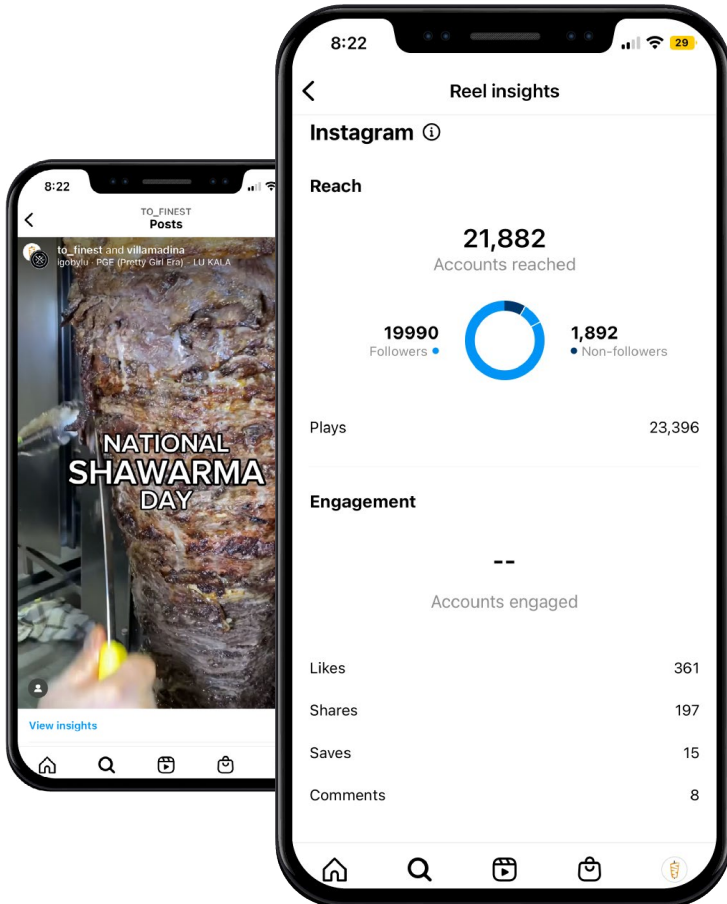 8:22
TO_FINEST
Posts
to_finest and villamadina
igobylu · PGE (Pretty Girl Era) - LU KALA
NATIONAL
SHAWARMA
DAY
View insights
8:22
29
Reel insights
Instagram
Reach
21,882
Accounts reached
19990
Followers
1,892
Non-followers
Plays 23,396
Engagement
--
Accounts engaged
Likes 361
Shares 197
Saves 15
Comments 8